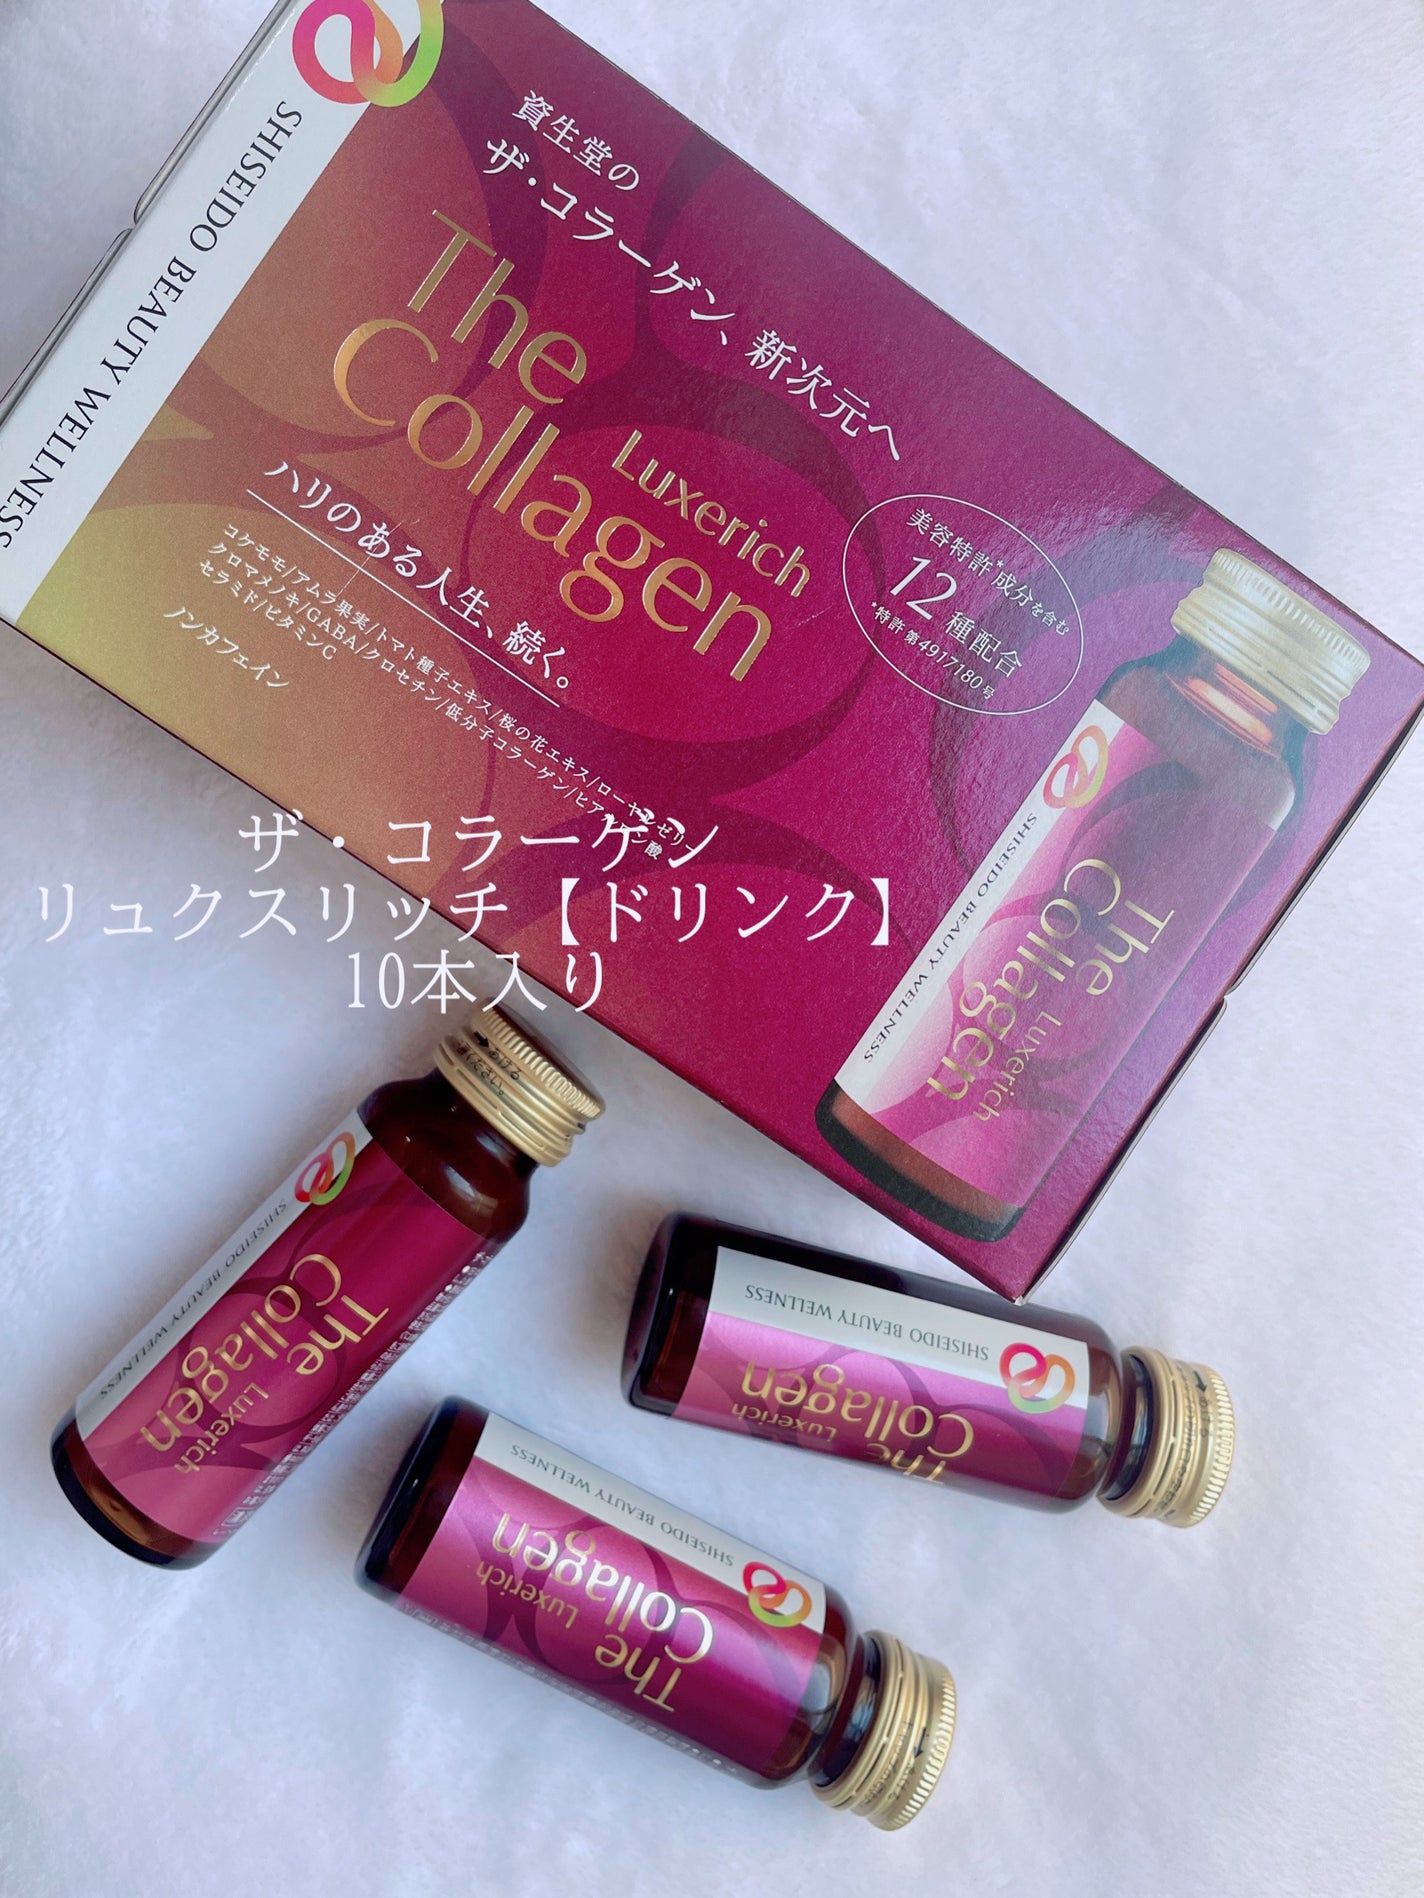 SHISEIDO BEAUTY WELLNESS
資生堂の
ザ・コラーゲン、新次元へ
The
Collagen
Luxerich
ハリのある人生、続く。
コケモモ/アムラ果実/トマト種子エキス/桜の花エキス/ローヤルゼリー
クロマメノキ/GABA/クロセチン/低分子コラーゲン/ヒアルロン酸
セラミド/ビタミンC
ノンカフェイン
美容特許*成分を含む
12種配合
*特許第4917180号
SHISEIDO BEAUTY WELLNESS
The
Collagen
Luxerich
ザ・コラーゲン
リュクスリッチ【ドリンク】
10本入り
➡あける
SHISEIDO BEAUTY WELLNESS
The
Collagen
Luxerich
SHISEIDO BEAUTY WELLNESS
The
Collagen
Luxerich
SHISEIDO BEAUTY WELLNESS
The
Collagen
Luxerich